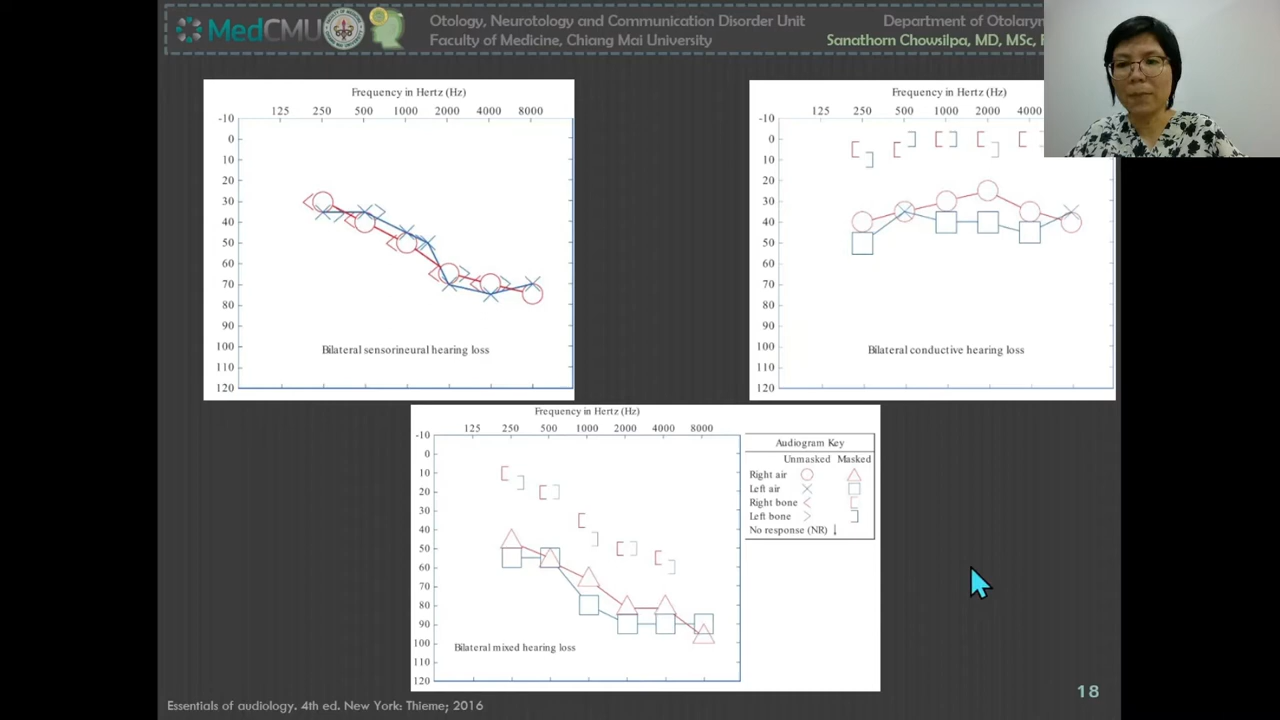 MedCMU
Otology, Neurotology and Communication Disorder Unit
Faculty of Medicine, Chiang Mai University
Department of Otolaryn
Sanathorn Chowsilpa, MD, MSc,
Frequency in Hertz (Hz)
125 250 500 1000 2000 4000 8000
-10
0
10
20
30
40
50
60
70
80
90
100
110
120
Bilateral sensorineural hearing loss
Frequency in Hertz (Hz)
125 250 500 1000 2000 4000
-10
0
10
20
30
40
50
60
70
80
90
100
110
120
Bilateral conductive hearing loss
Frequency in Hertz (Hz)
125 250 500 1000 2000 4000 8000
-10
0
10
20
30
40
50
60
70
80
90
100
110
120
Bilateral mixed hearing loss
Audiogram Key
Unmasked Masked
Right air
Left air
Right bone
Left bone
No response (NR)
Essentials of audiology. 4th ed. New York: Thieme; 2016
18